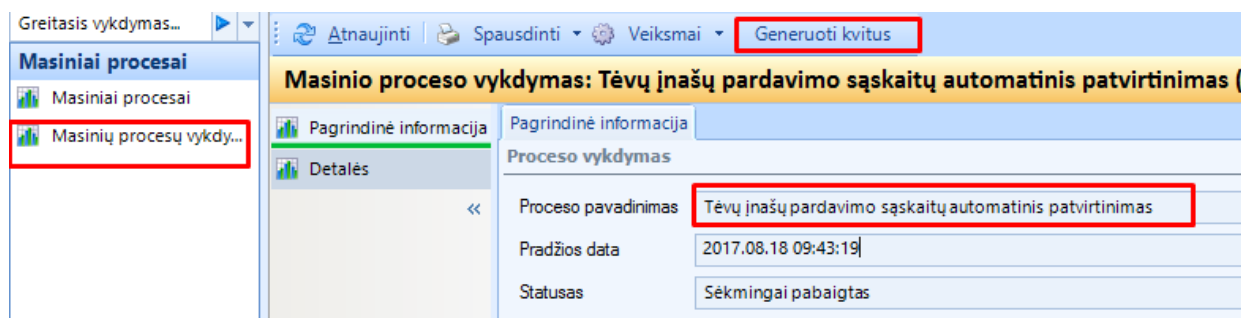 Greitasis vykdymas...
Masiniai procesai
Masiniai procesai
Masinių procesų vykdy...
Atnaujinti Spausdinti Veiksmai Generuoti kvitus
Masinio proceso vykdymas: Tėvų įnašų pardavimo sąskaitų automatinis patvirtinimas (
Pagrindinė informacija
Detalės
«
Pagrindinė informacija
Proceso vykdymas
Proceso pavadinimas Tėvų įnašų pardavimo sąskaitų automatinis patvirtinimas
Pradžios data 2017.08.18 09:43:19
Statusas Sėkmingai pabaigtas